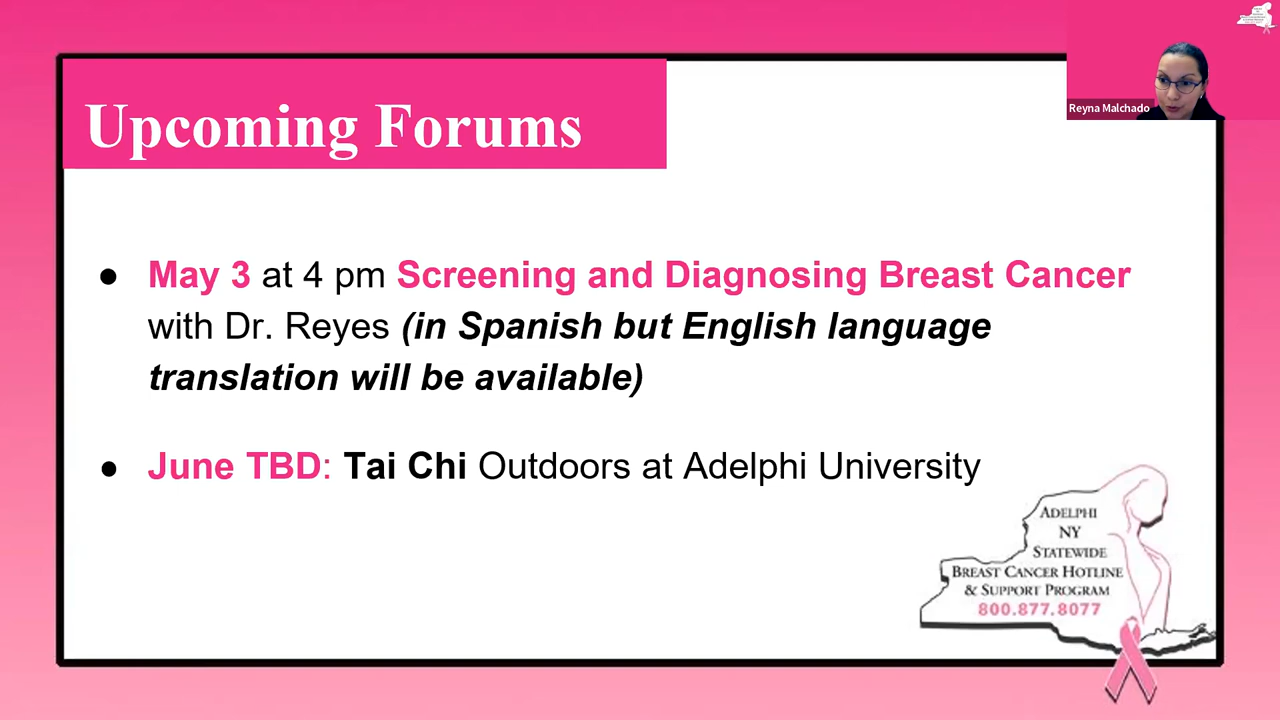 Upcoming Forums
Reyna Malchado
● May 3 at 4 pm Screening and Diagnosing Breast Cancer
with Dr. Reyes (in Spanish but English language
translation will be available)
● June TBD: Tai Chi Outdoors at Adelphi University
ADELPHI
NY
STATEWIDE
BREAST CANCER HOTLINE
& SUPPORT PROGRAM
800.877.8077